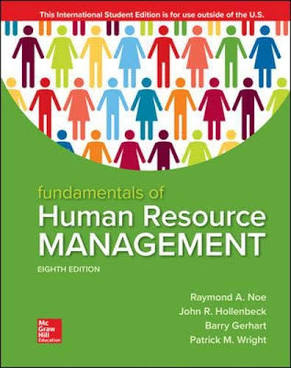 This International Student Edition is for use outside of the U.S.
fundamentals of
Human Resource
MANAGEMENT
EIGHTH EDITION
Raymond A. Noe
John R. Hollenbeck
Barry Gerhart
Patrick M. Wright
Mc
Graw
Hill
Education